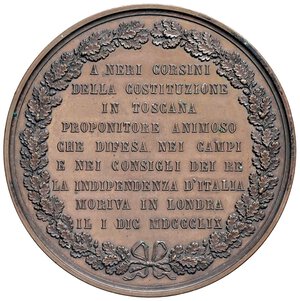 A NERI CORSINI
DELLA COSTITUZIONE
IN TOSCANA
PROPONITORE ANIMOSO
CHE DIFESA NEI CAMPI
E NEI CONSIGLI DEI RE
LA INDIPENDENZA D'ITALIA
MORIVA IN LONDRA
IL I DIC MDCCCLIX